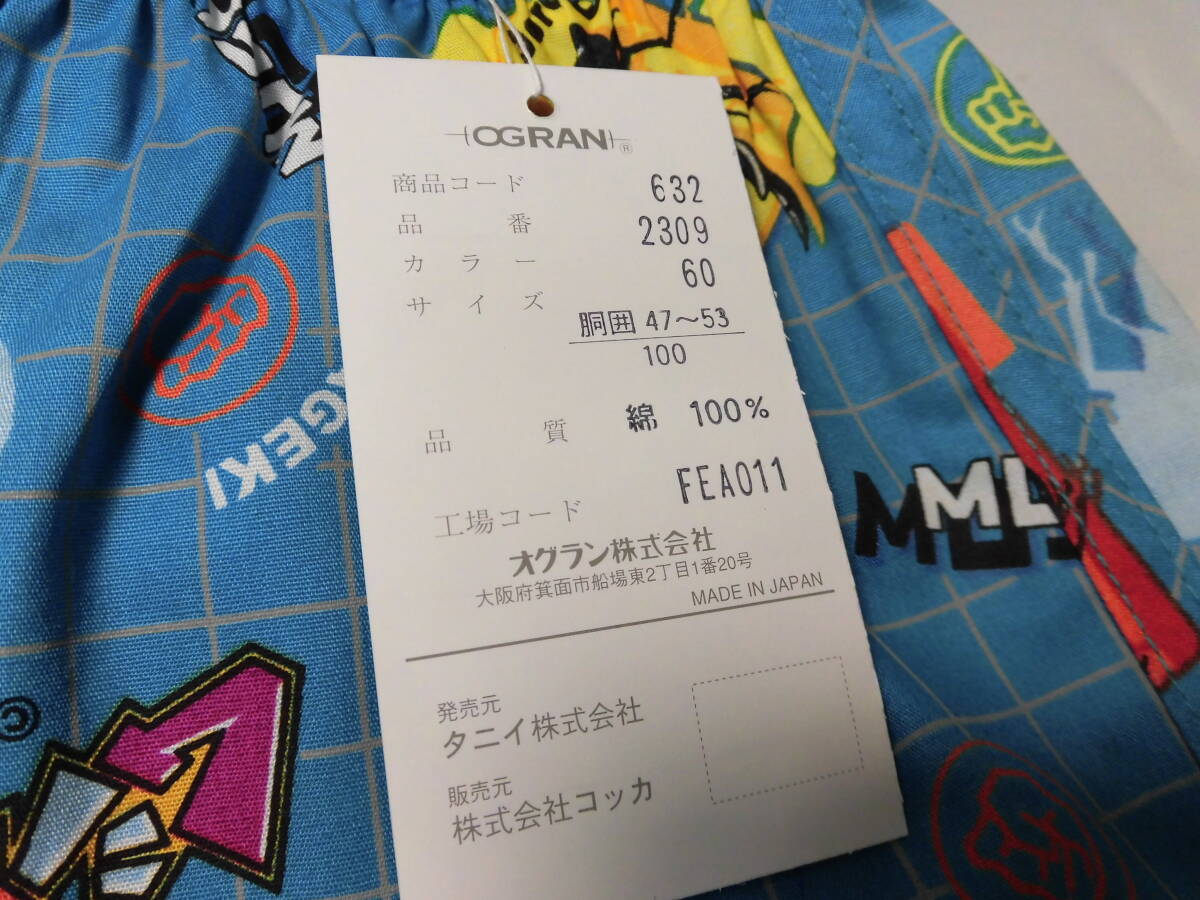 OGRAN®
商品コード 632
品番 2309
カラー 60
サイズ 胴囲 47~53
100
品質 綿 100%
工場コード FEA011
オグラン株式会社
大阪府箕面市船場東2丁目1番20号
MADE IN JAPAN
発売元
タニイ株式会社
販売元
株式会社コッカ
GEKI
©